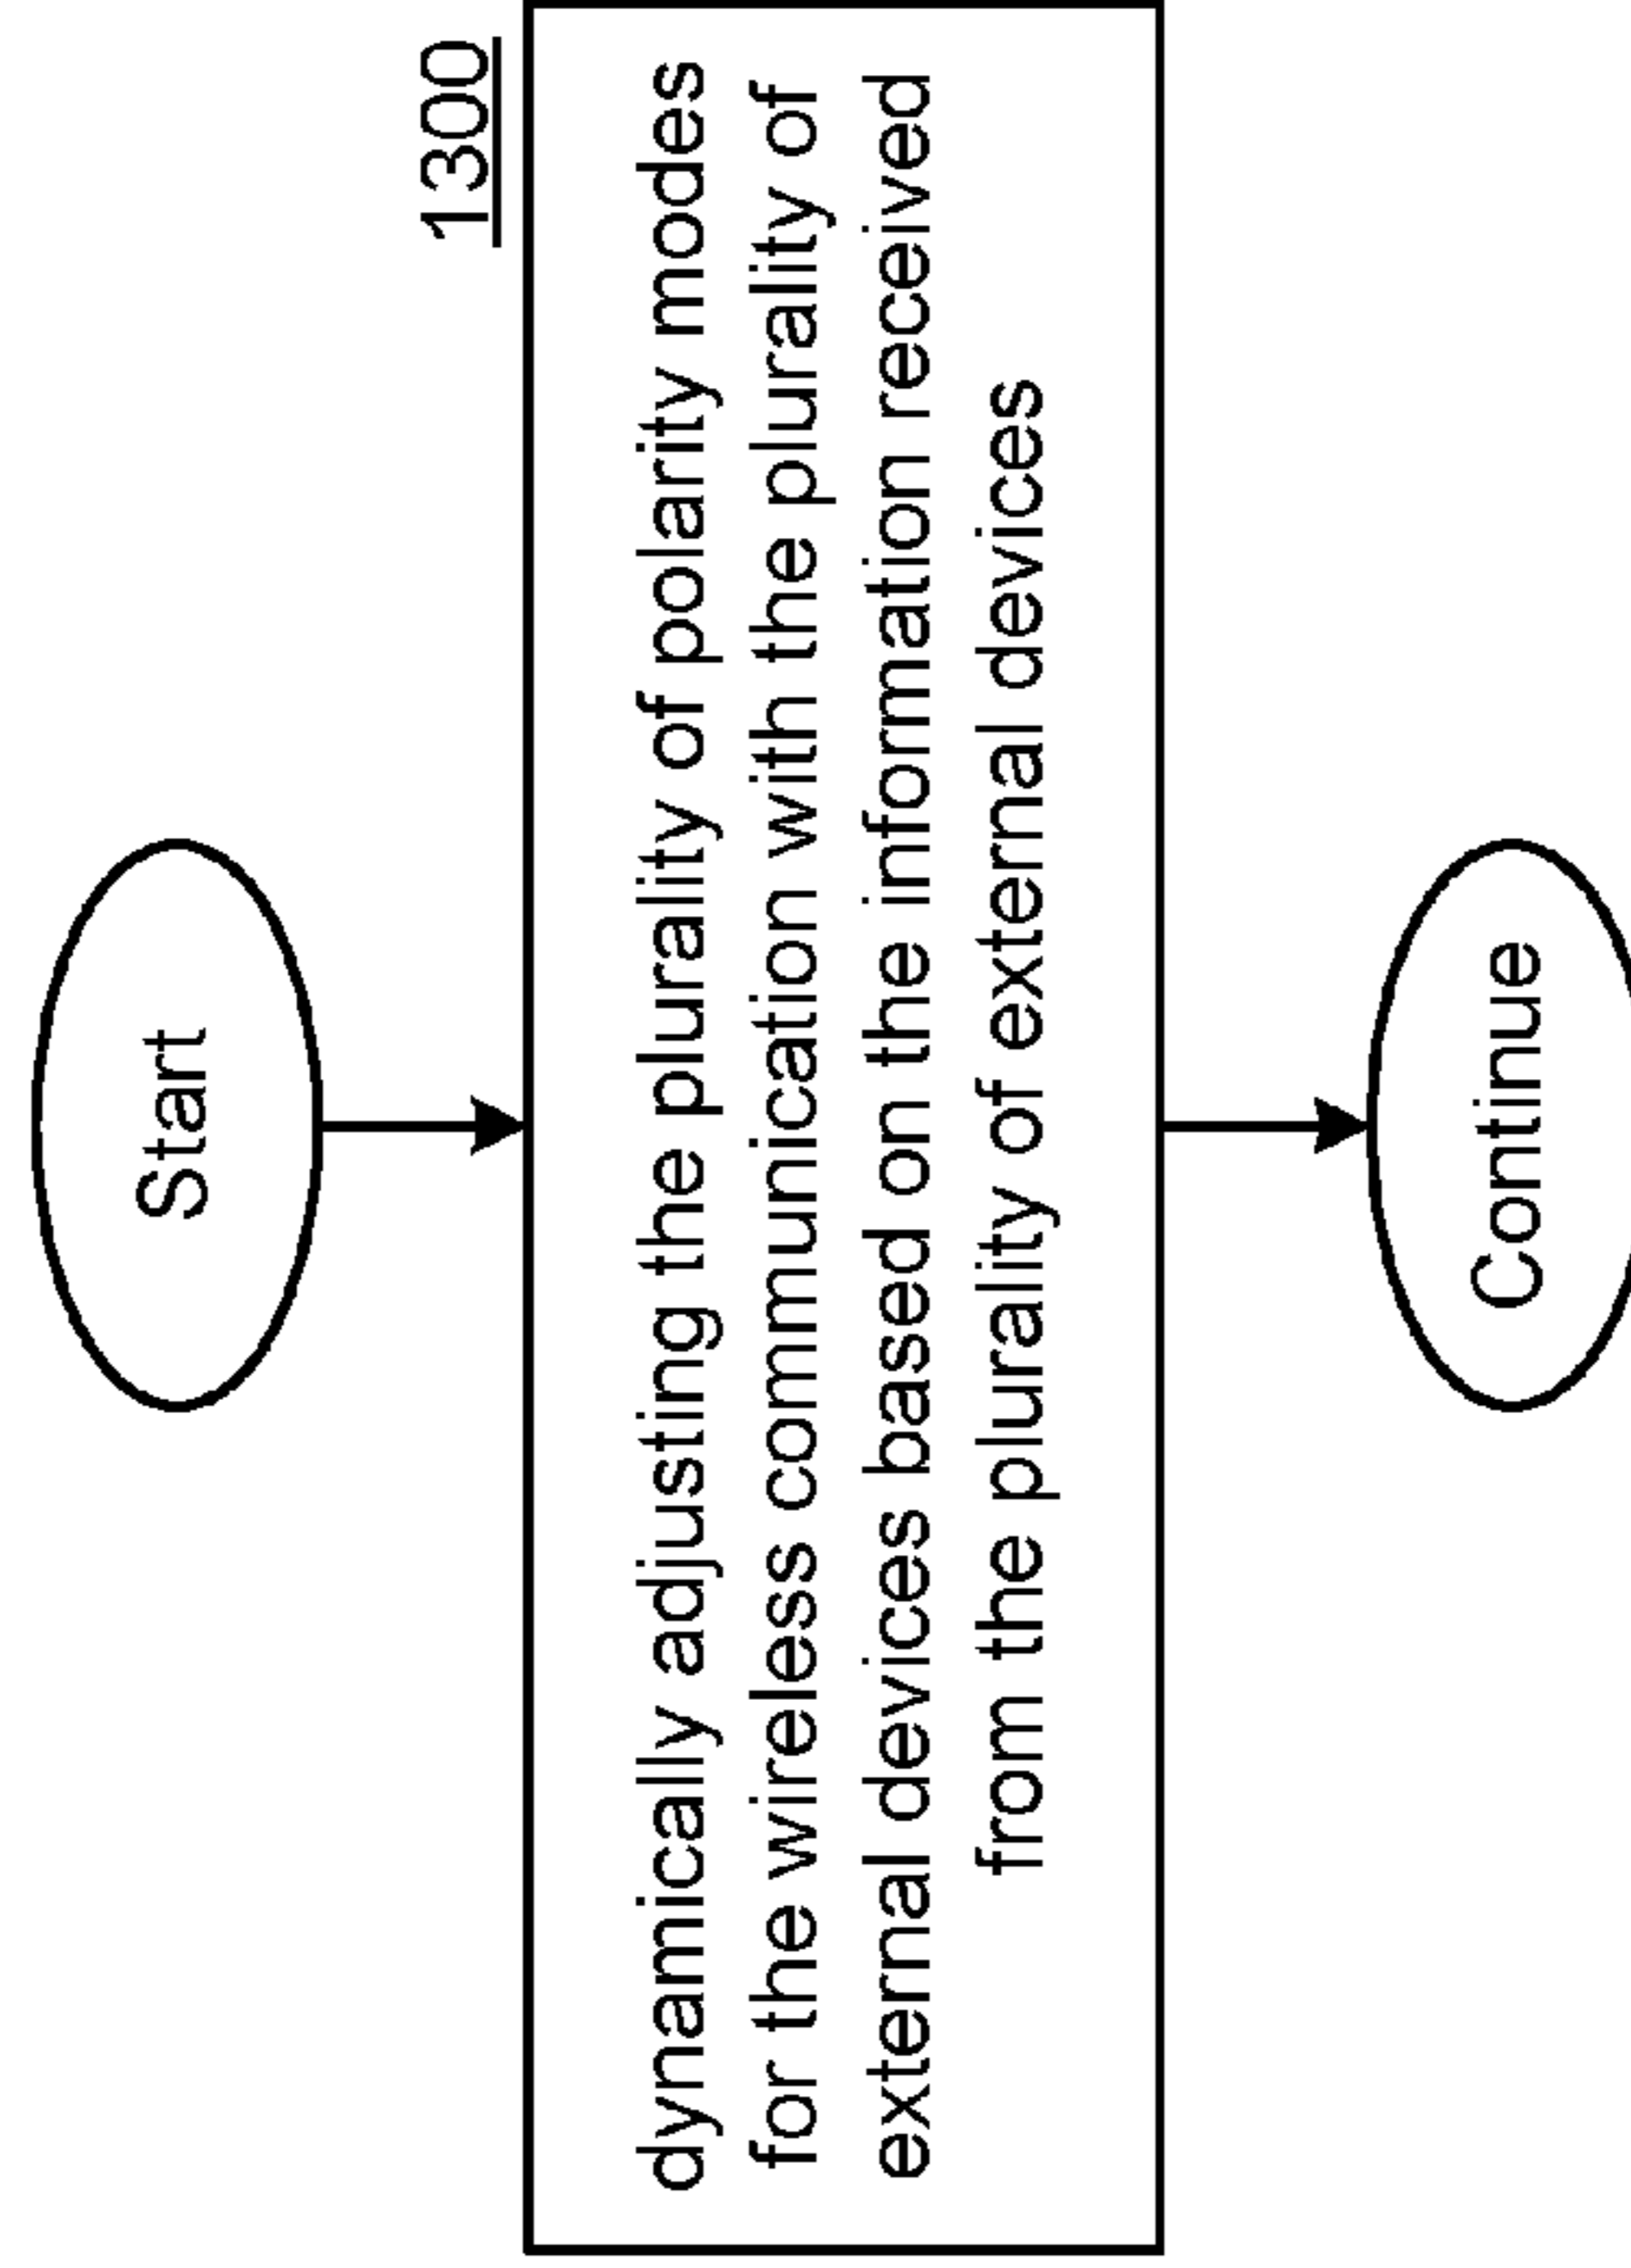 Start
1300
dynamically adjusting the plurality of polarity modes
for the wireless communication with the plurality of
external devices based on the information received
from the plurality of external devices
Continue